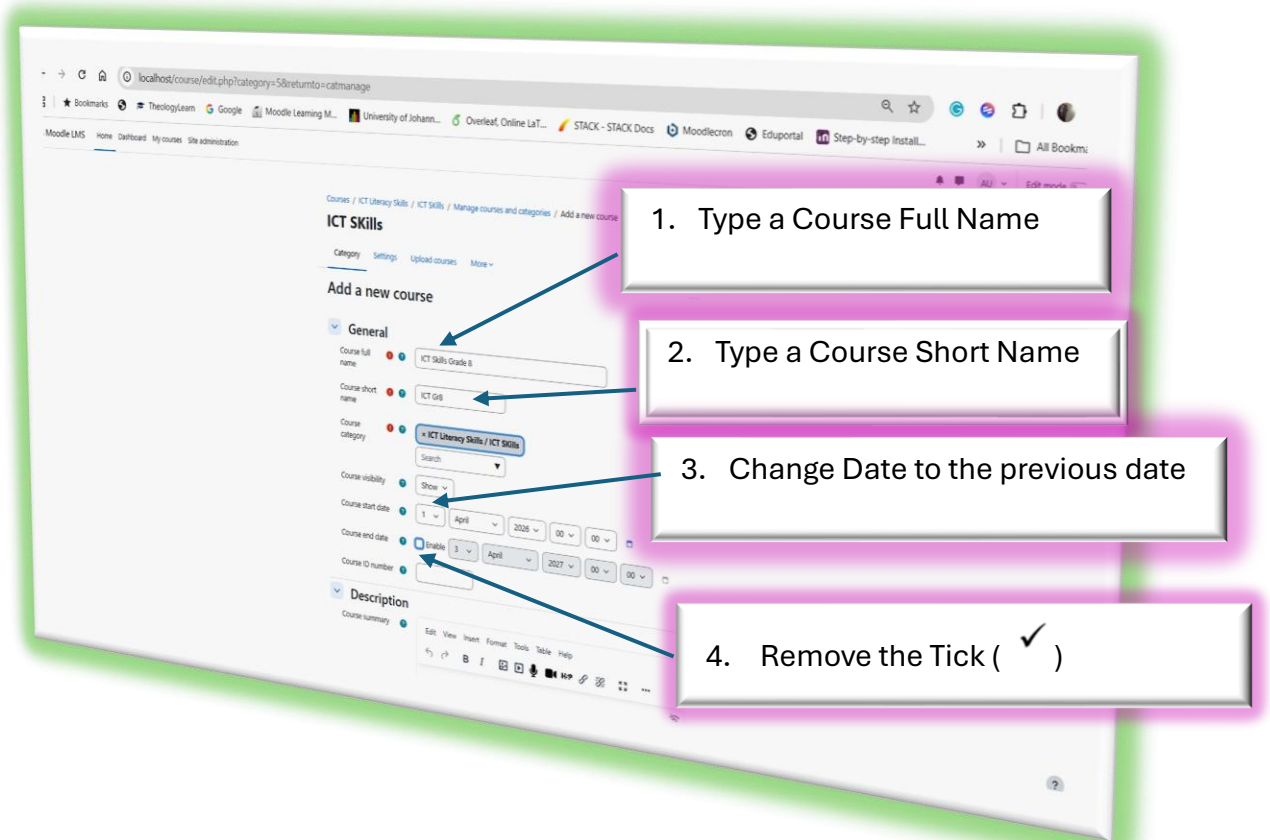 localhost/course/edit.php?category=5&returnto=catmanage
Bookmarks TheologyLearn Google Moodle Learning M... University of Johann... Overleaf, Online LaT... STACK - STACK Docs Moodlecron Eduportal Step-by-step Install... » All Bookma
Moodle LMS Home Dashboard My courses Site administration
AU Edit mode
Courses / ICT Literacy Skills / ICT SKills / Manage courses and categories / Add a new course
ICT SKills
Category Settings Upload courses More
Add a new course
General
Course full name ICT Skills Grade 8
Course short name ICT Gr8
Course category × ICT Literacy Skills / ICT SKills
Search
Course visibility Show
Course start date 1 April 2026 00 00
Course end date Enable 3 April 2027 00 00
Course ID number
Description
Course summary
Edit View Insert Format Tools Table Help
B I H5P ...
?
1. Type a Course Full Name
2. Type a Course Short Name
3. Change Date to the previous date
4. Remove the Tick ( ✓ )